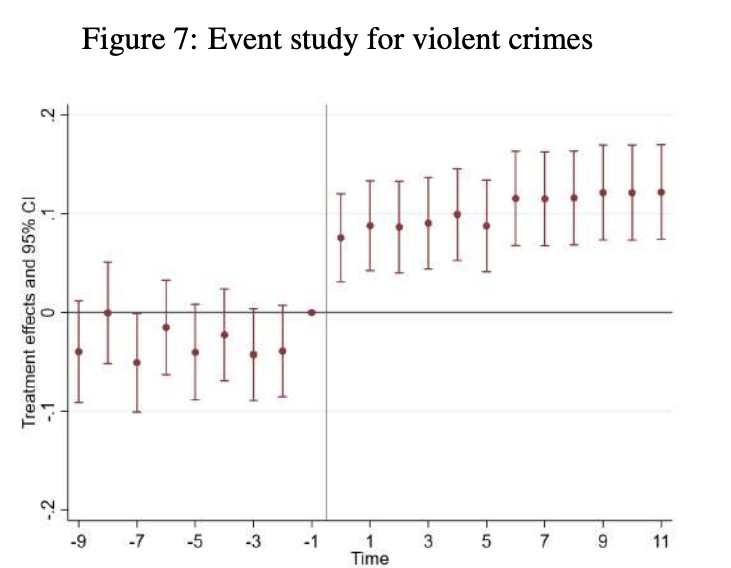 Figure 7: Event study for violent crimes
Treatment effects and 95% CI
.2
.1
0
-.1
-.2
-9 -7 -5 -3 -1 1 3 5 7 9 11
Time